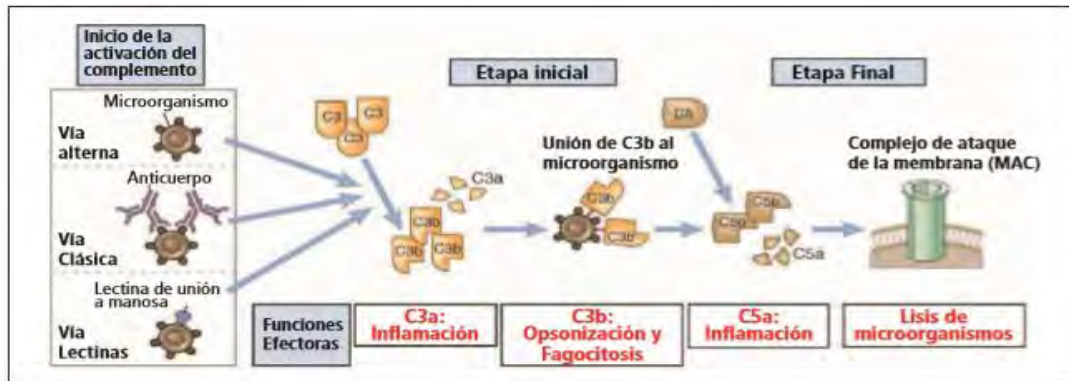 Inicio de la
activación del
complemento
Microorganismo
Vía
alterna
Anticuerpo
Vía
Clásica
Lectina de unión
a manosa
Vía
Lectinas
Etapa inicial
Etapa Final
C3
C3
C3
C3a
C3b
C3b
C3b
Unión de C3b al
microorganismo
C3b
C3b
C5
C5b
C5b
C5a
Complejo de ataque
de la membrana (MAC)
Funciones
Efectoras
C3a:
Inflamación
C3b:
Opsonización y
Fagocitosis
C5a:
Inflamación
Lisis de
microorganismos